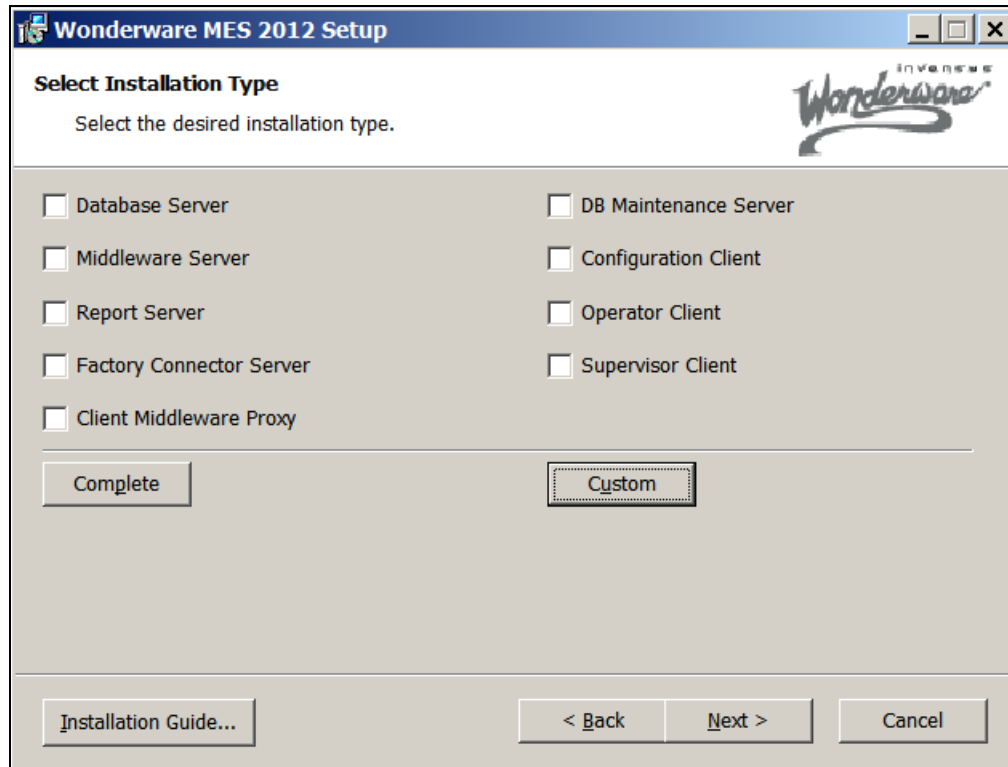 Wonderware MES 2012 Setup
Select Installation Type
invensys
Wonderware
Select the desired installation type.
Database Server
DB Maintenance Server
Middleware Server
Configuration Client
Report Server
Operator Client
Factory Connector Server
Supervisor Client
Client Middleware Proxy
Complete
Custom
Installation Guide...
< Back
Next >
Cancel